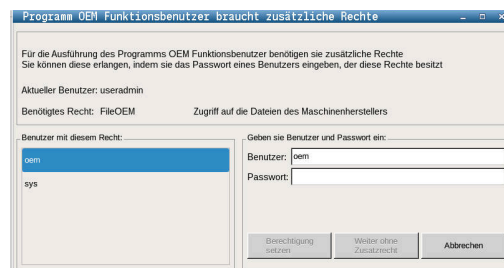 Programm OEM Funktionsbenutzer braucht zusätzliche Rechte
Für die Ausführung des Programms OEM Funktionsbenutzer benötigen sie zusätzliche Rechte
Sie können diese erlangen, indem sie das Passwort eines Benutzers eingeben, der diese Rechte besitzt
Aktueller Benutzer: useradmin
Benötigtes Recht: FileOEM Zugriff auf die Dateien des Maschinenherstellers
Benutzer mit diesem Recht:
oem
sys
Geben sie Benutzer und Passwort ein:
Benutzer: oem
Passwort:
Berechtigung
setzen
Weiter ohne
Zusatzrecht
Abbrechen